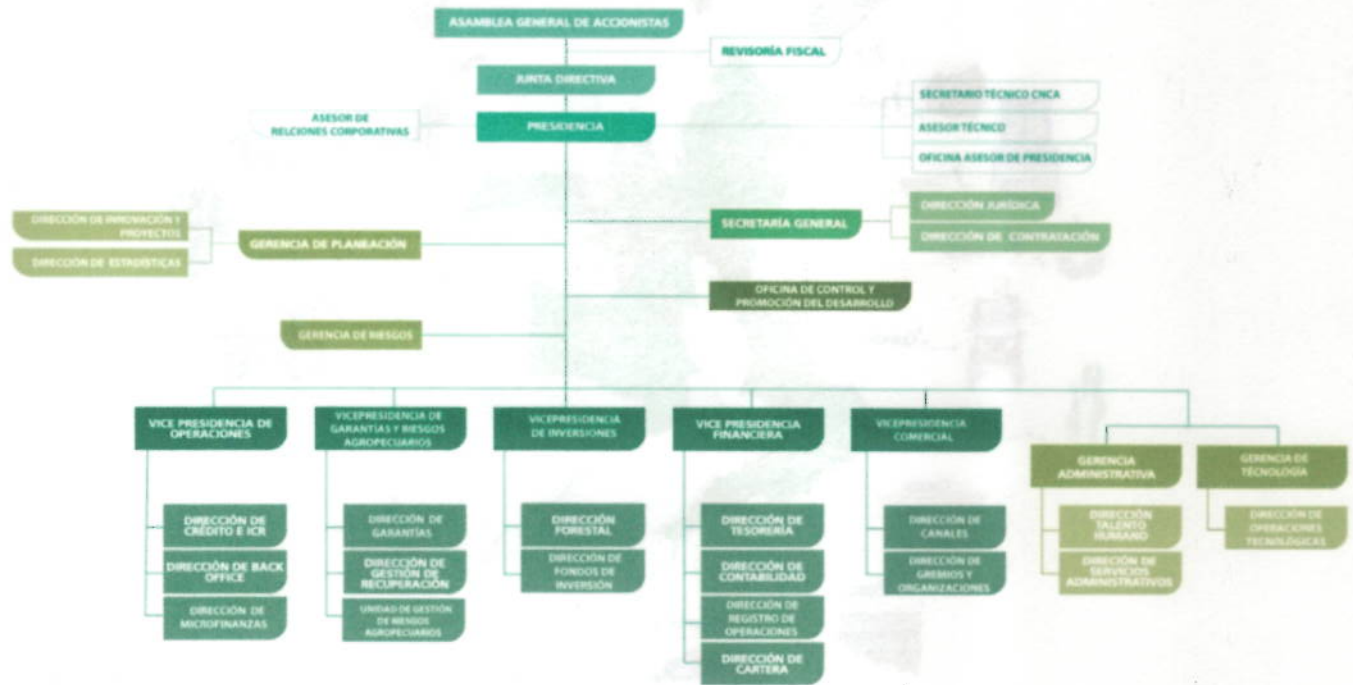 ASAMBLEA GENERAL DE ACCIONISTAS
REVISORÍA FISCAL
JUNTA DIRECTIVA
ASESOR DE
RELCIONES CORPORATIVAS
PRESIDENCIA
SECRETARIO TÉCNICO CNCA
ASESOR TÉCNICO
OFICINA ASESOR DE PRESIDENCIA
DIRECCIÓN DE INNOVACIÓN Y
PROYECTOS
DIRECCIÓN DE ESTADÍSTICAS
GERENCIA DE PLANEACIÓN
SECRETARÍA GENERAL
DIRECCIÓN JURÍDICA
DIRECCIÓN DE CONTRATACIÓN
OFICINA DE CONTROL Y
PROMOCIÓN DEL DESARROLLO
GERENCIA DE RIESGOS
VICE PRESIDENCIA DE
OPERACIONES
VICEPRESIDENCIA DE
GARANTÍAS Y RIESGOS
AGROPECUARIOS
VICEPRESIDENCIA
DE INVERSIONES
VICE PRESIDENCIA
FINANCIERA
VICEPRESIDENCIA
COMERCIAL
GERENCIA
ADMINISTRATIVA
GERENCIA DE
TÉCNOLOGÍA
DIRECCIÓN DE
CRÉDITO E ICR
DIRECCIÓN DE BACK
OFFICE
DIRECCIÓN DE
MICROFINANZAS
DIRECCIÓN DE
GARANTÍAS
DIRECCIÓN DE
GESTIÓN DE
RECUPERACIÓN
UNIDAD DE GESTIÓN
DE RIESGOS
AGROPECUARIOS
DIRECCIÓN
FORESTAL
DIRECCIÓN DE
FONDOS DE
INVERSIÓN
DIRECCIÓN DE
TESORERÍA
DIRECCIÓN DE
CONTABILIDAD
DIRECCIÓN DE
REGISTRO DE
OPERACIONES
DIRECCIÓN DE
CARTERA
DIRECCIÓN DE
CANALES
DIRECCIÓN DE
GREMIOS Y
ORGANIZACIONES
DIRECCIÓN
TALENTO
HUMANO
DIRECIÓN DE
SERVICIOS
ADMINISTRATIVOS
DIRECCIÓN DE
OPERACIONES
TECNOLÓGICAS